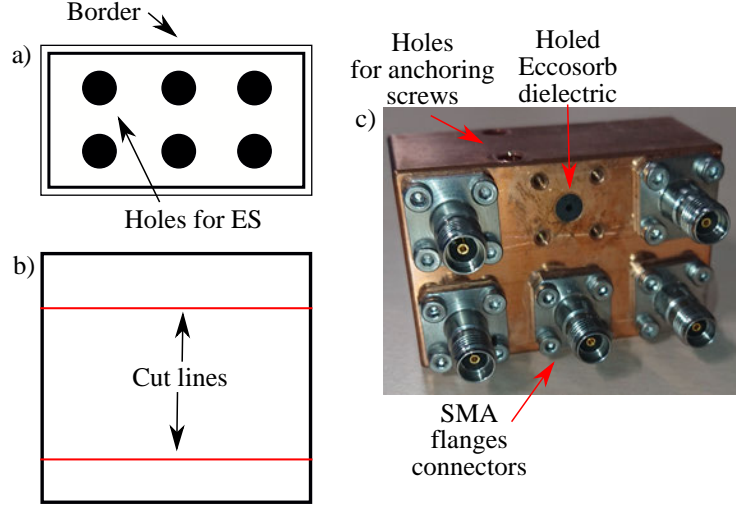 Border
a)
Holes for ES
b)
Cut lines
Holes
for anchoring
screws
Holed
Eccosorb
dielectric
c)
SMA
flanges
connectors